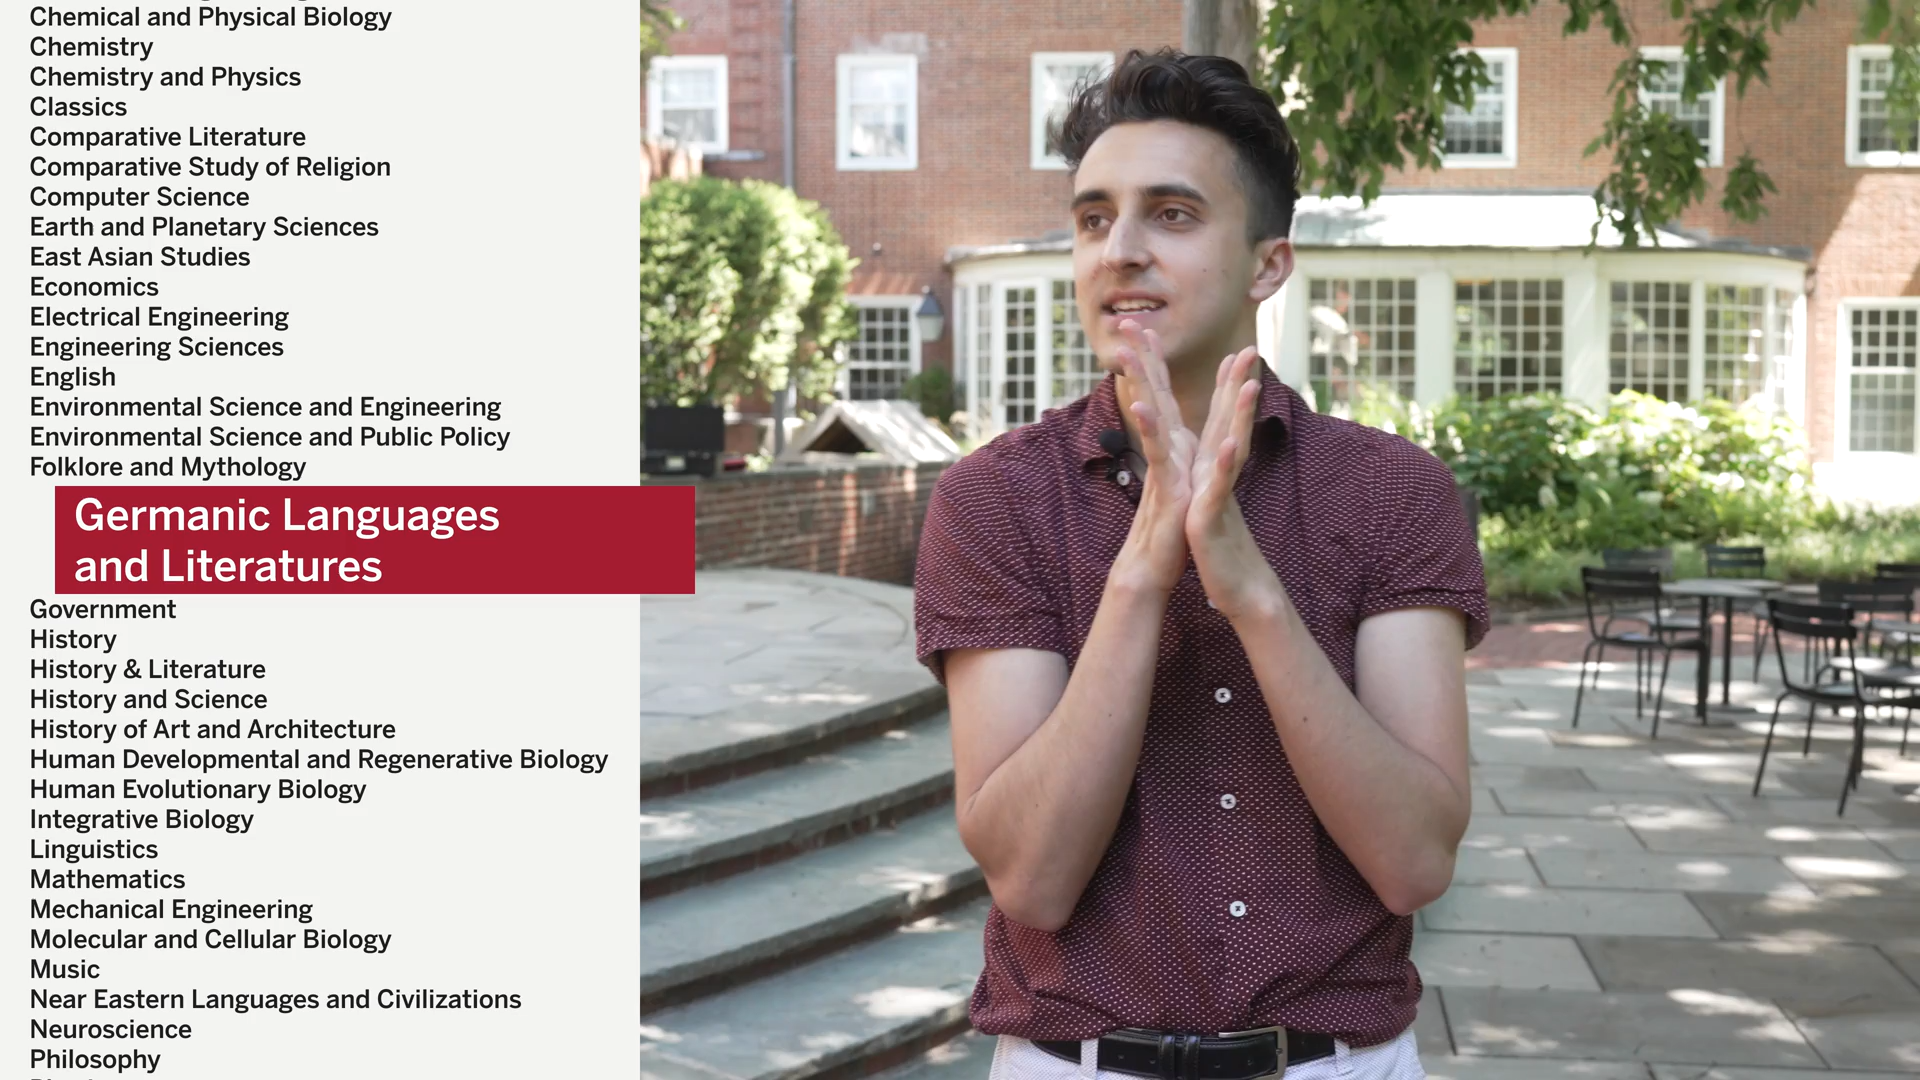 Chemical and Physical Biology
Chemistry
Chemistry and Physics
Classics
Comparative Literature
Comparative Study of Religion
Computer Science
Earth and Planetary Sciences
East Asian Studies
Economics
Electrical Engineering
Engineering Sciences
English
Environmental Science and Engineering
Environmental Science and Public Policy
Folklore and Mythology
Germanic Languages
and Literatures
Government
History
History & Literature
History and Science
History of Art and Architecture
Human Developmental and Regenerative Biology
Human Evolutionary Biology
Integrative Biology
Linguistics
Mathematics
Mechanical Engineering
Molecular and Cellular Biology
Music
Near Eastern Languages and Civilizations
Neuroscience
Philosophy